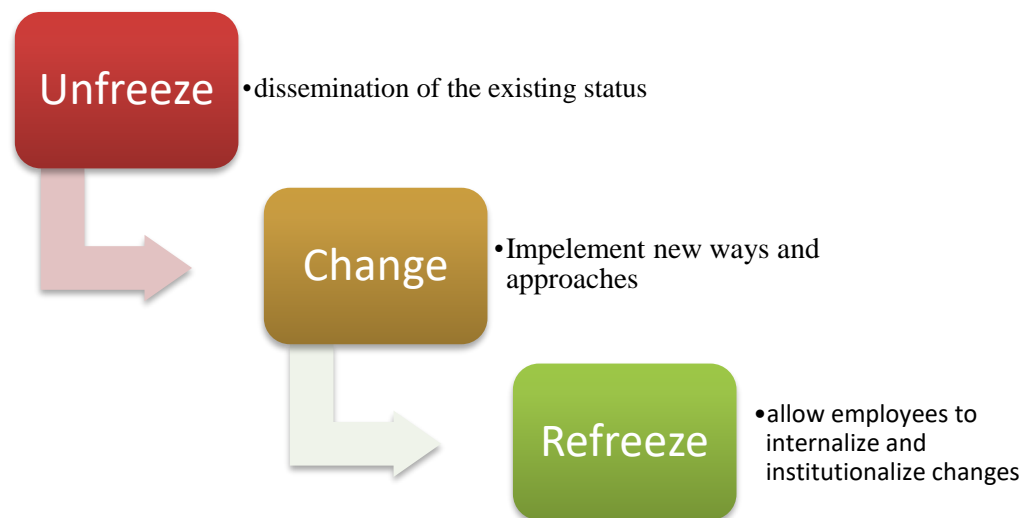 Unfreeze
•dissemination of the existing status
Change
•Impelement new ways and
approaches
Refreeze
•allow employees to
internalize and
institutionalize changes